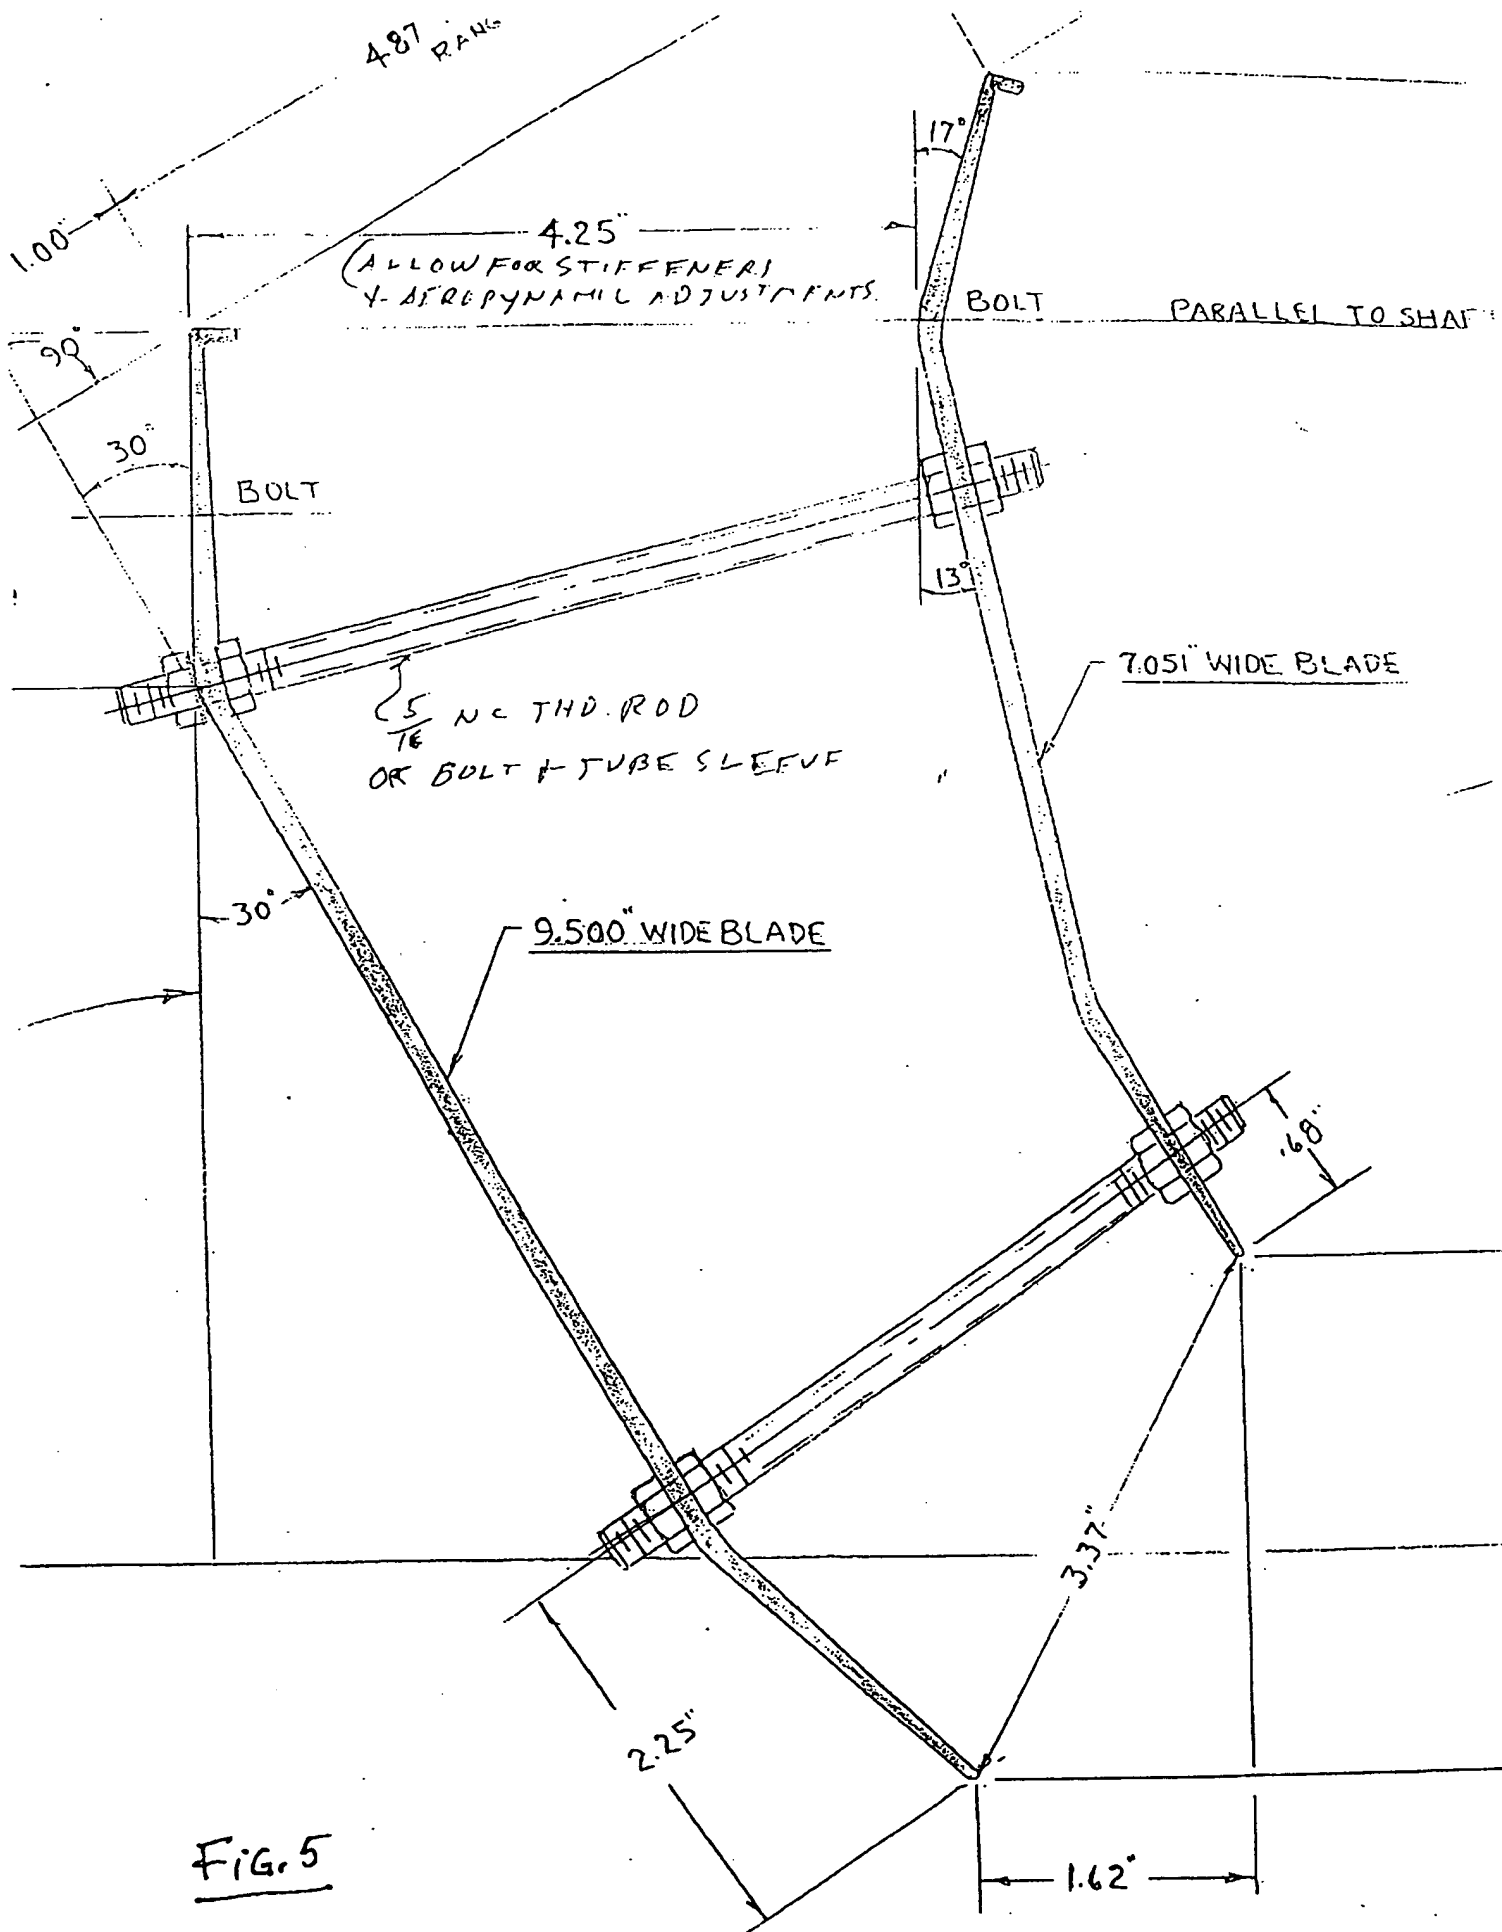 4.87
1.00"
17°
4.25"
(ALLOW FOR STIFFENERS
+ AERODYNAMIC ADJUSTMENTS.
BOLT
PARALLEL TO SHAF
90°
30°
BOLT
13°
7.051" WIDE BLADE
5/16 NC THD. ROD
OR BOLT + TUBE SLEEVE
30°
9.500" WIDE BLADE
.68"
3.37"
2.25"
1.62"
FiG. 5